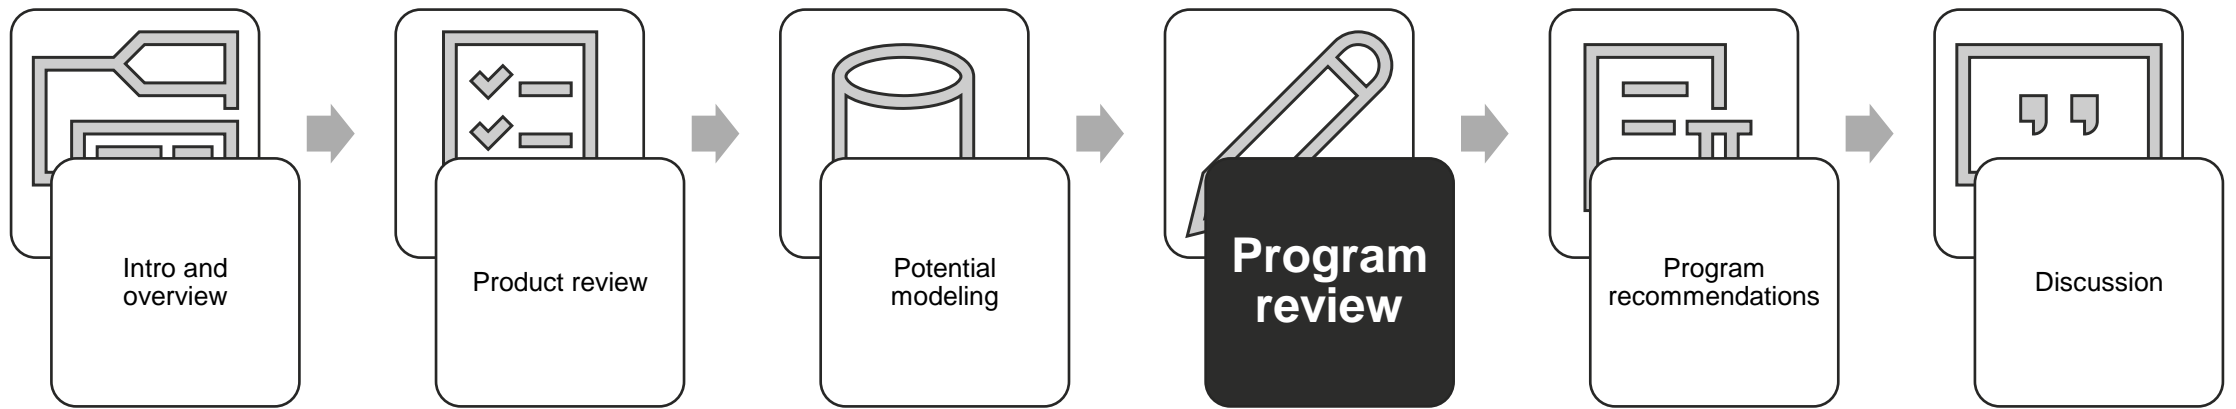 Intro and
overview
Product review
Potential
modeling
Program
review
Program
recommendations
Discussion